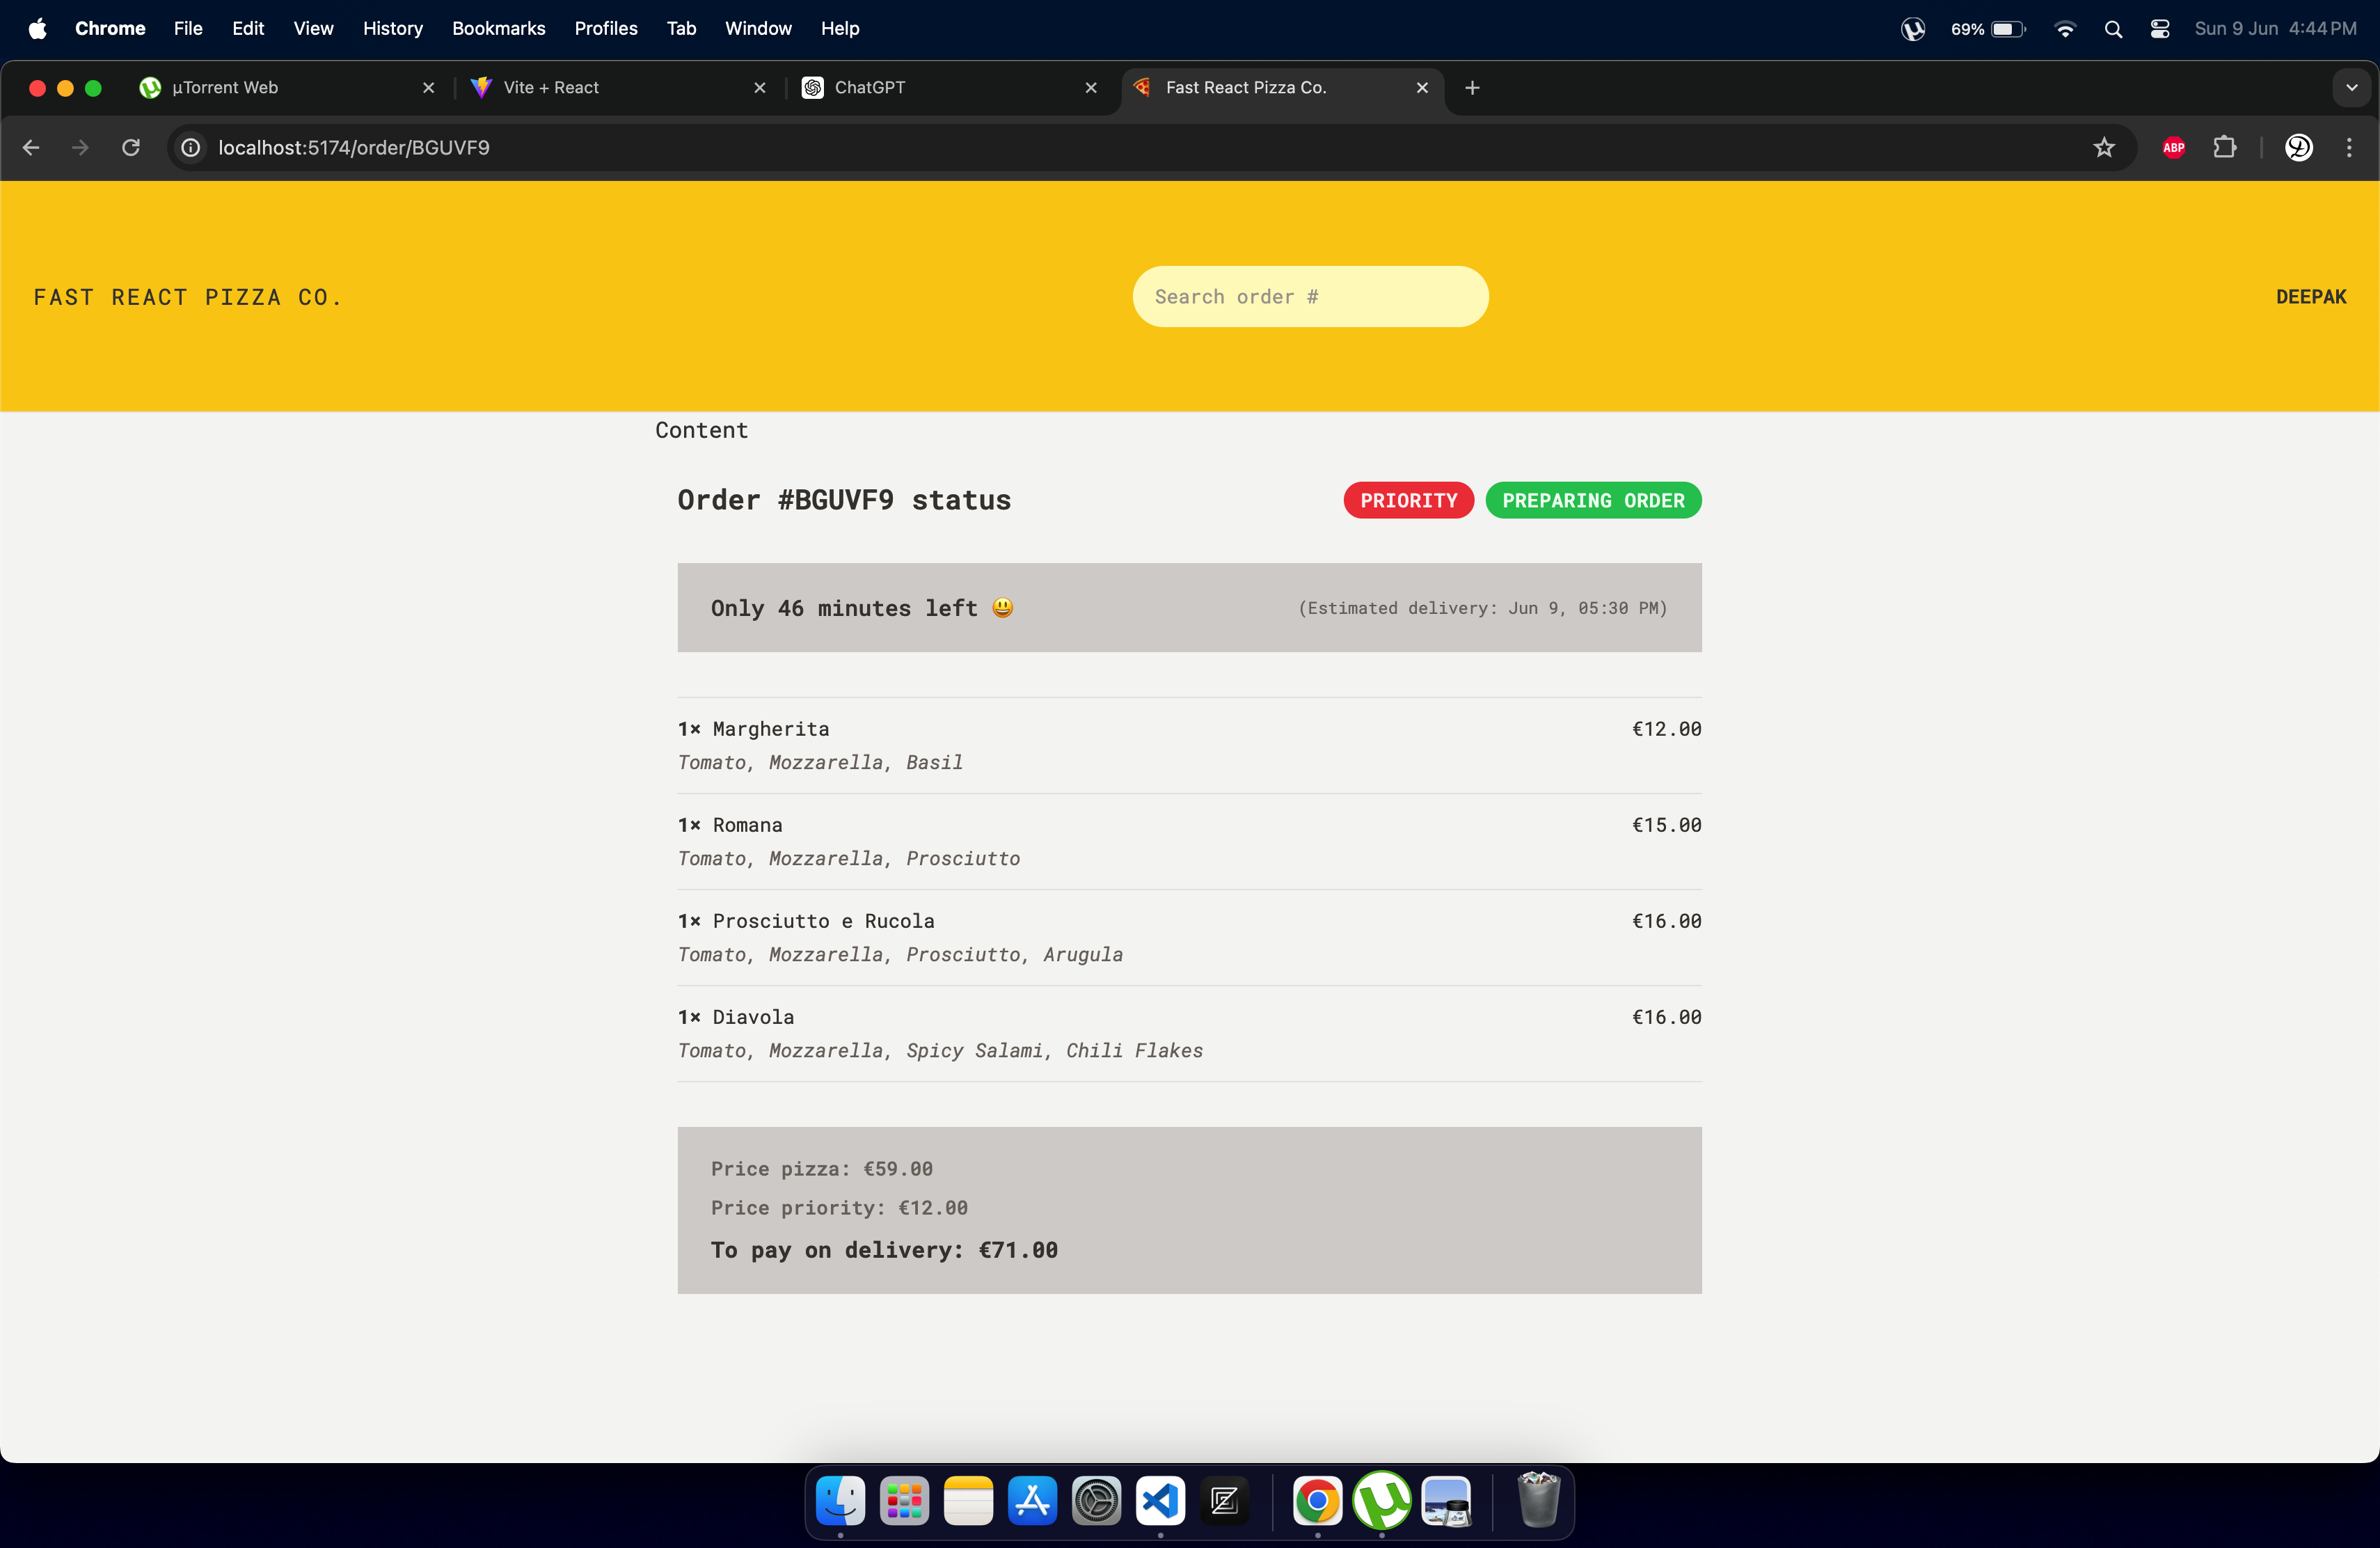 Chrome File Edit View History Bookmarks Profiles Tab Window Help 69% Sun 9 Jun 4:44 PM
µTorrent Web Vite + React ChatGPT Fast React Pizza Co.
localhost:5174/order/BGUVF9 ABP
FAST REACT PIZZA CO. Search order # DEEPAK
Content
Order #BGUVF9 status PRIORITY PREPARING ORDER
Only 46 minutes left 😃 (Estimated delivery: Jun 9, 05:30 PM)
1× Margherita €12.00
Tomato, Mozzarella, Basil
1× Romana €15.00
Tomato, Mozzarella, Prosciutto
1× Prosciutto e Rucola €16.00
Tomato, Mozzarella, Prosciutto, Arugula
1× Diavola €16.00
Tomato, Mozzarella, Spicy Salami, Chili Flakes
Price pizza: €59.00
Price priority: €12.00
To pay on delivery: €71.00